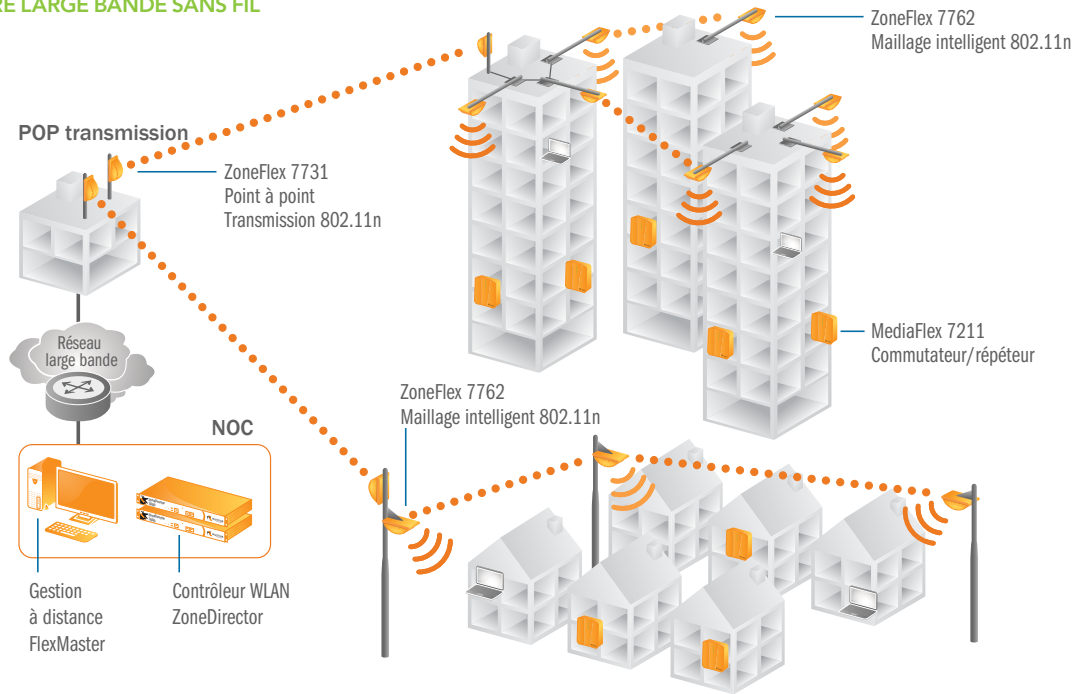 RE LARGE BANDE SANS FIL
ZoneFlex 7762
Maillage intelligent 802.11n
POP transmission
ZoneFlex 7731
Point à point
Transmission 802.11n
Réseau
large bande
MediaFlex 7211
Commutateur/répéteur
ZoneFlex 7762
Maillage intelligent 802.11n
NOC
Gestion
à distance
FlexMaster
Contrôleur WLAN
ZoneDirector